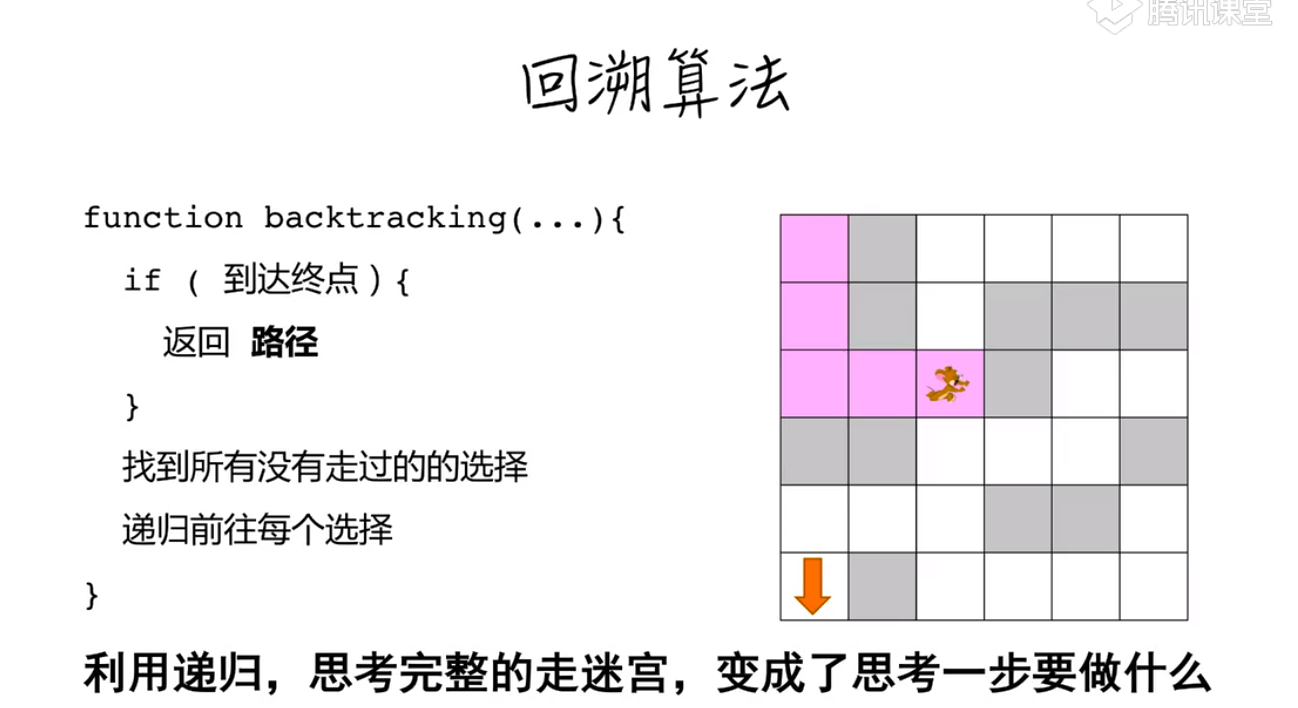 腾讯课堂
回溯算法
function backtracking(...){
if ( 到达终点 ) {
返回 路径
}
找到所有没有走过的的选择
递归前往每个选择
}
利用递归，思考完整的走迷宫，变成了思考一步要做什么